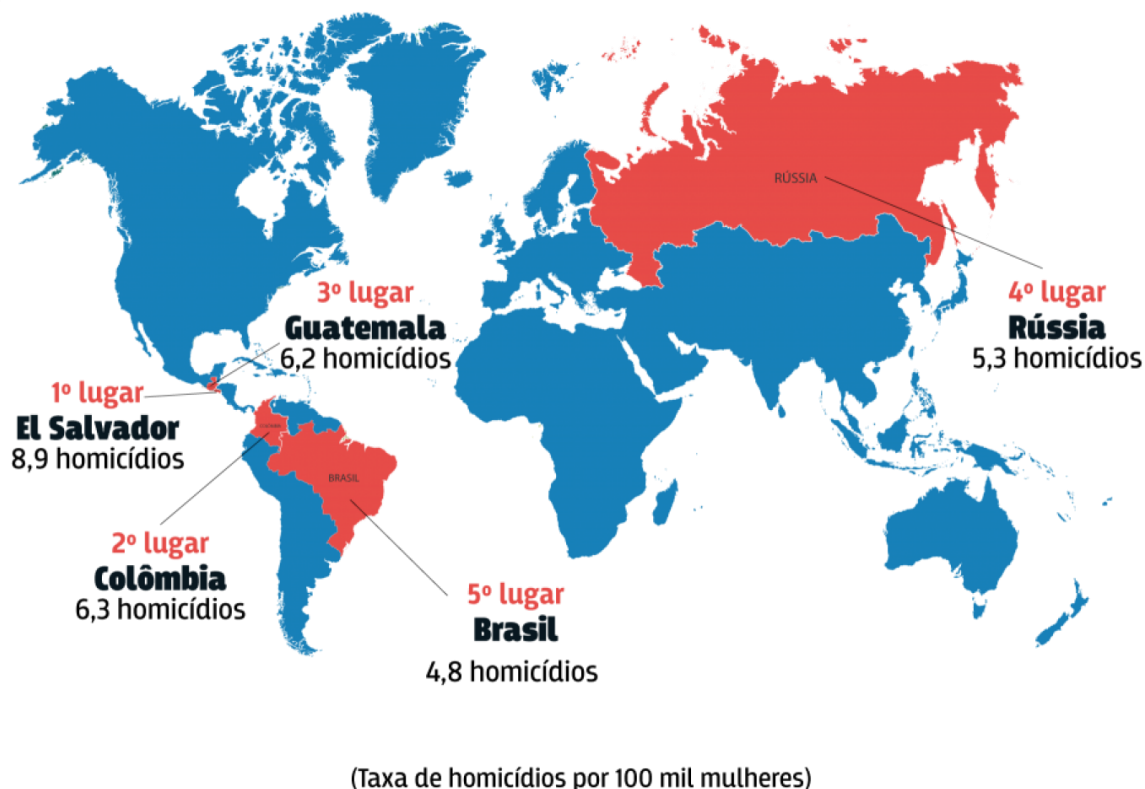 RÚSSIA
3º lugar
Guatemala
6,2 homicídios
4º lugar
Rússia
5,3 homicídios
1º lugar
El Salvador
8,9 homicídios
BRASIL
2º lugar
Colômbia
6,3 homicídios
5º lugar
Brasil
4,8 homicídios
(Taxa de homicídios por 100 mil mulheres)